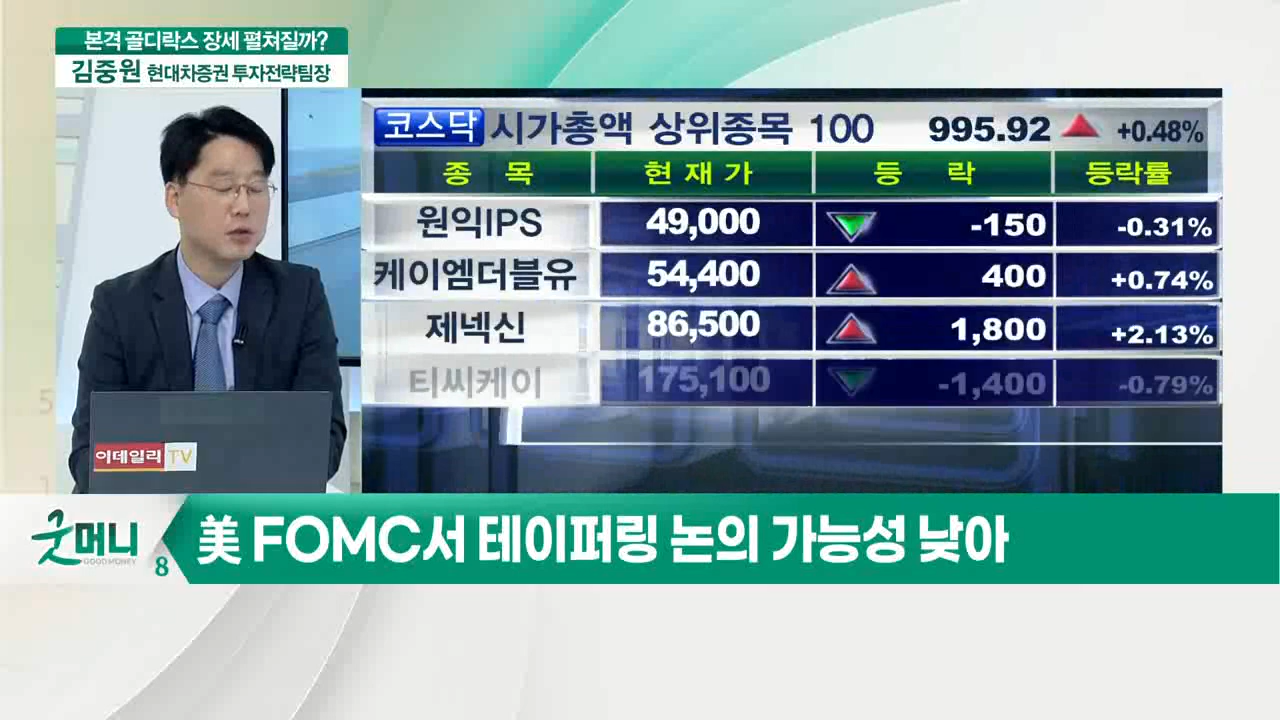 본격 골디락스 장세 펼쳐질까?
김중원 현대차증권 투자전략팀장
코스닥 시가총액 상위종목 100 995.92 +0.48%
종 목 현 재 가 등 락 등락률
원익IPS 49,000 -150 -0.31%
케이엠더블유 54,400 400 +0.74%
제넥신 86,500 1,800 +2.13%
티씨케이 175,100 -1,400 -0.79%
5
1
이데일리 TV
굿머니
GOOD MONEY
8
美 FOMC서 테이퍼링 논의 가능성 낮아